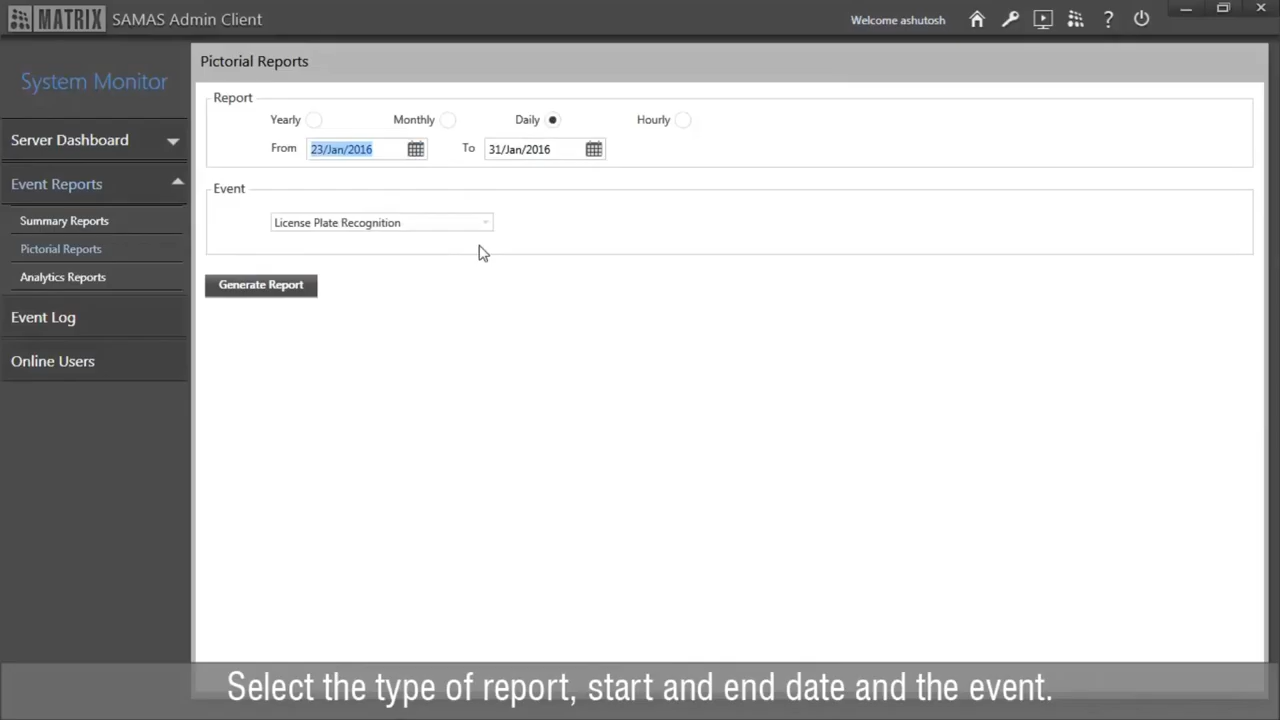 MATRIX SAMAS Admin Client
Welcome ashutosh
?
System Monitor
Server Dashboard
Event Reports
Summary Reports
Pictorial Reports
Analytics Reports
Event Log
Online Users
Pictorial Reports
Report
Yearly Monthly Daily Hourly
From 23/Jan/2016 To 31/Jan/2016
Event
License Plate Recognition
Generate Report
Select the type of report, start and end date and the event.